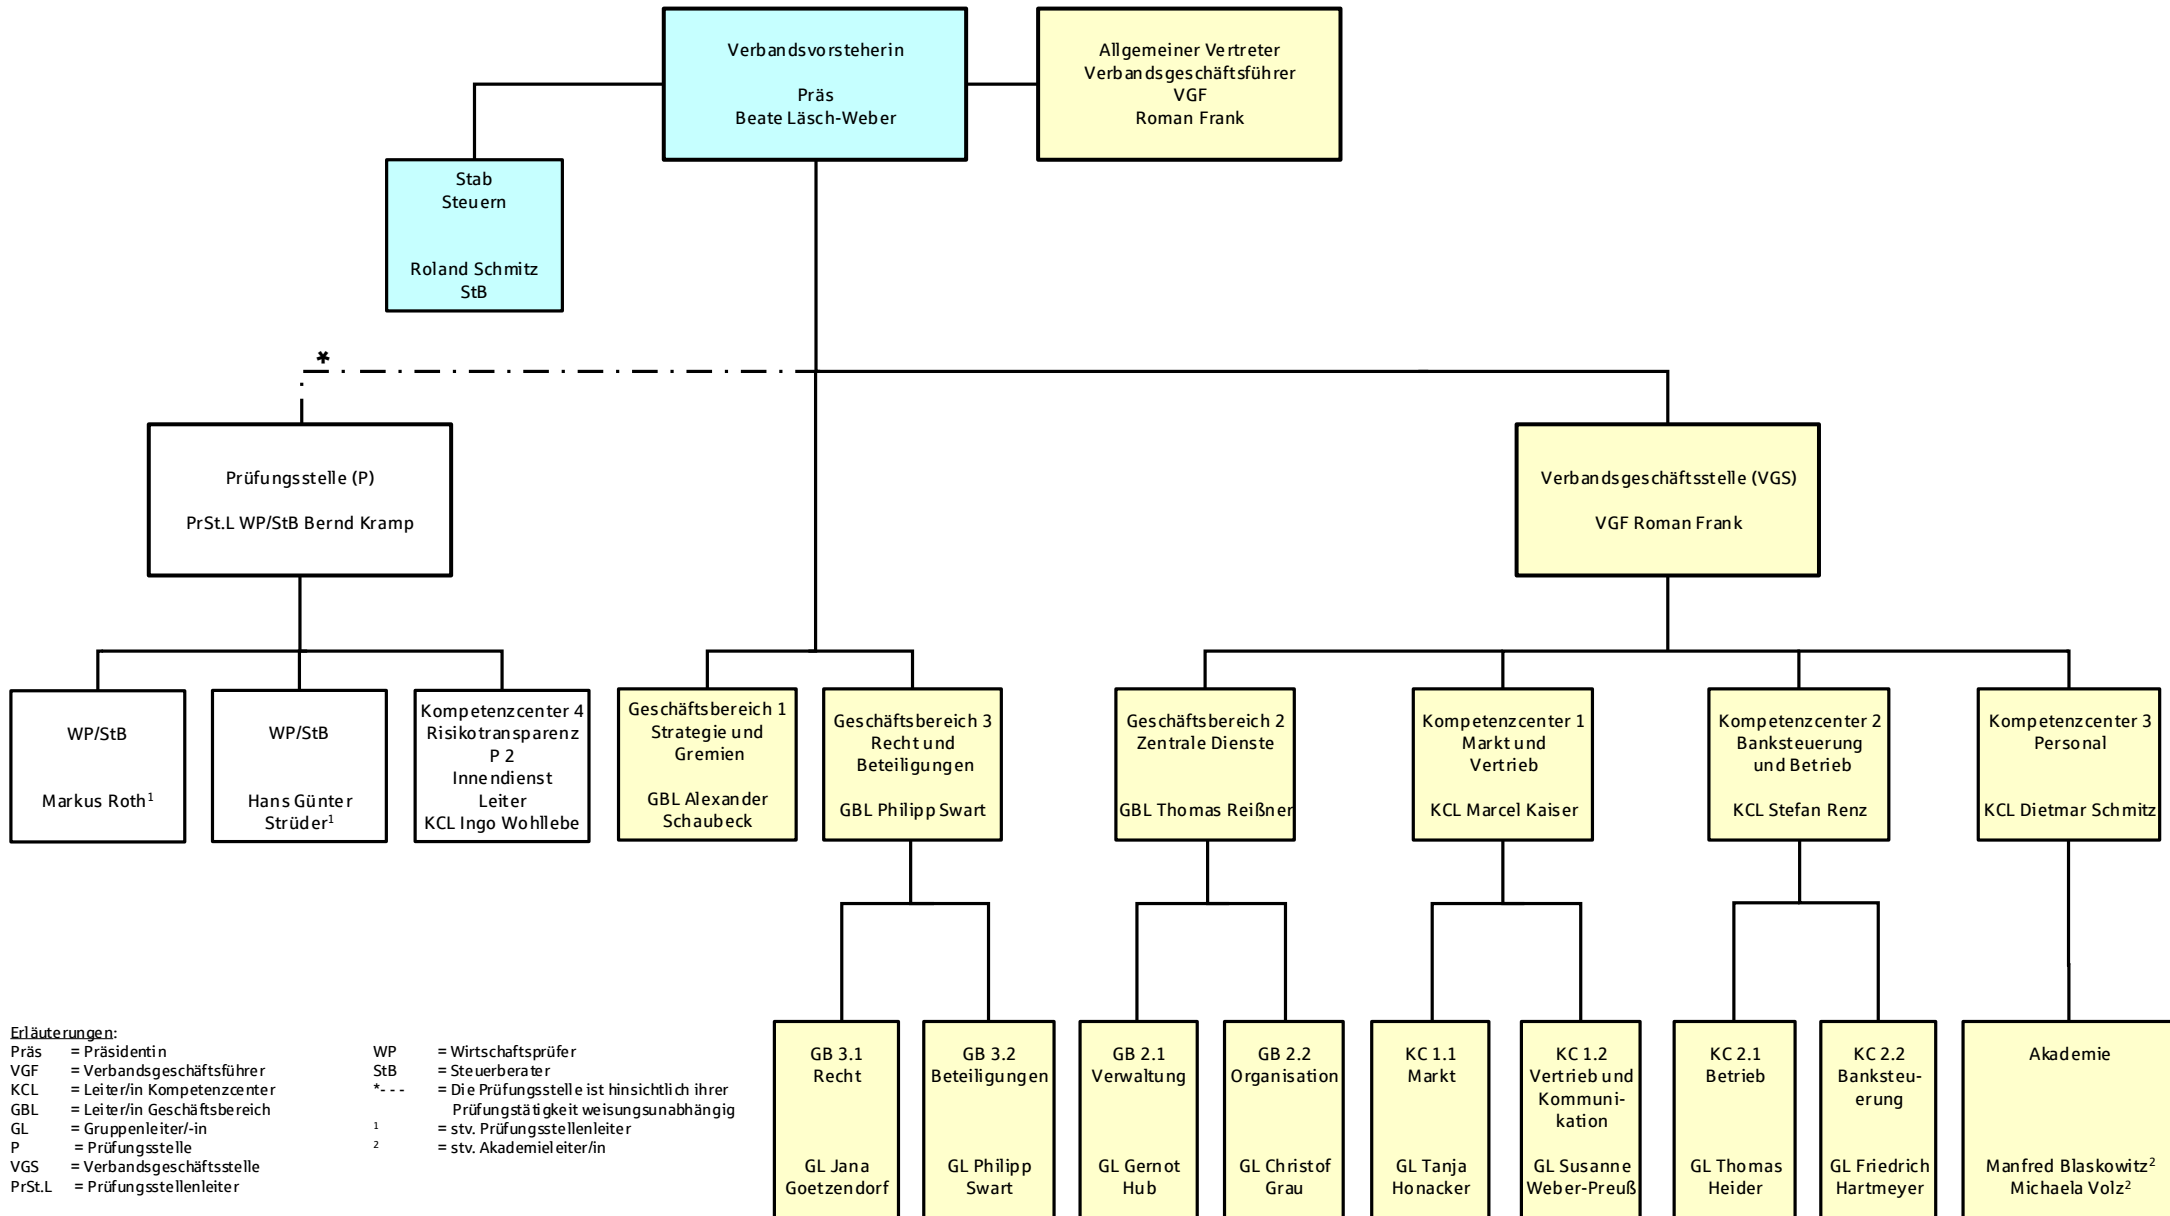 Verbandsvorsteherin
Präs
Beate Läsch-Weber
Allgemeiner Vertreter
Verbandsgeschäftsführer
VGF
Roman Frank
Stab
Steuern
Roland Schmitz
StB
*
Prüfungsstelle (P)
PrSt.L WP/StB Bernd Kramp
Verbandsgeschäftsstelle (VGS)
VGF Roman Frank
WP/StB
Markus Roth¹
WP/StB
Hans Günter
Strüder¹
Kompetenzcenter 4
Risikotransparenz
P 2
Innendienst
Leiter
KCL Ingo Wohllebe
Geschäftsbereich 1
Strategie und
Gremien
GBL Alexander
Schaubeck
Geschäftsbereich 3
Recht und
Beteiligungen
GBL Philipp Swart
Geschäftsbereich 2
Zentrale Dienste
GBL Thomas Reißner
Kompetenzcenter 1
Markt und
Vertrieb
KCL Marcel Kaiser
Kompetenzcenter 2
Banksteuerung
und Betrieb
KCL Stefan Renz
Kompetenzcenter 3
Personal
KCL Dietmar Schmitz
GB 3.1
Recht
GL Jana
Goetzendorf
GB 3.2
Beteiligungen
GL Philipp
Swart
GB 2.1
Verwaltung
GL Gernot
Hub
GB 2.2
Organisation
GL Christof
Grau
KC 1.1
Markt
GL Tanja
Honacker
KC 1.2
Vertrieb und
Kommuni-
kation
GL Susanne
Weber-Preuß
KC 2.1
Betrieb
GL Thomas
Heider
KC 2.2
Banksteu-
erung
GL Friedrich
Hartmeyer
Akademie
Manfred Blaskowitz²
Michaela Volz²
Erläuterungen:
Präs = Präsidentin
VGF = Verbandsgeschäftsführer
KCL = Leiter/in Kompetenzcenter
GBL = Leiter/in Geschäftsbereich
GL = Gruppenleiter/-in
P = Prüfungsstelle
VGS = Verbandsgeschäftsstelle
PrSt.L = Prüfungsstellenleiter
WP = Wirtschaftsprüfer
StB = Steuerberater
*- - - = Die Prüfungsstelle ist hinsichtlich ihrer
Prüfungstätigkeit weisungsunabhängig
¹ = stv. Prüfungsstellenleiter
² = stv. Akademieleiter/in